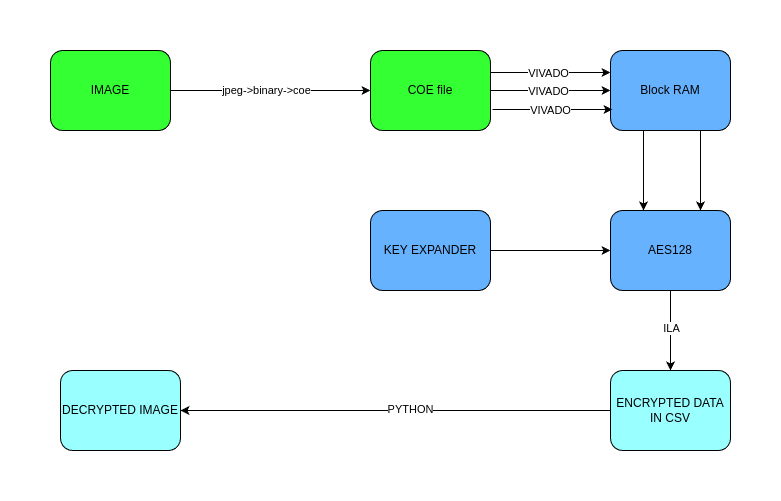 IMAGE
jpeg->binary->coe
COE file
VIVADO
VIVADO
VIVADO
Block RAM
KEY EXPANDER
AES128
ILA
DECRYPTED IMAGE
PYTHON
ENCRYPTED DATA
IN CSV